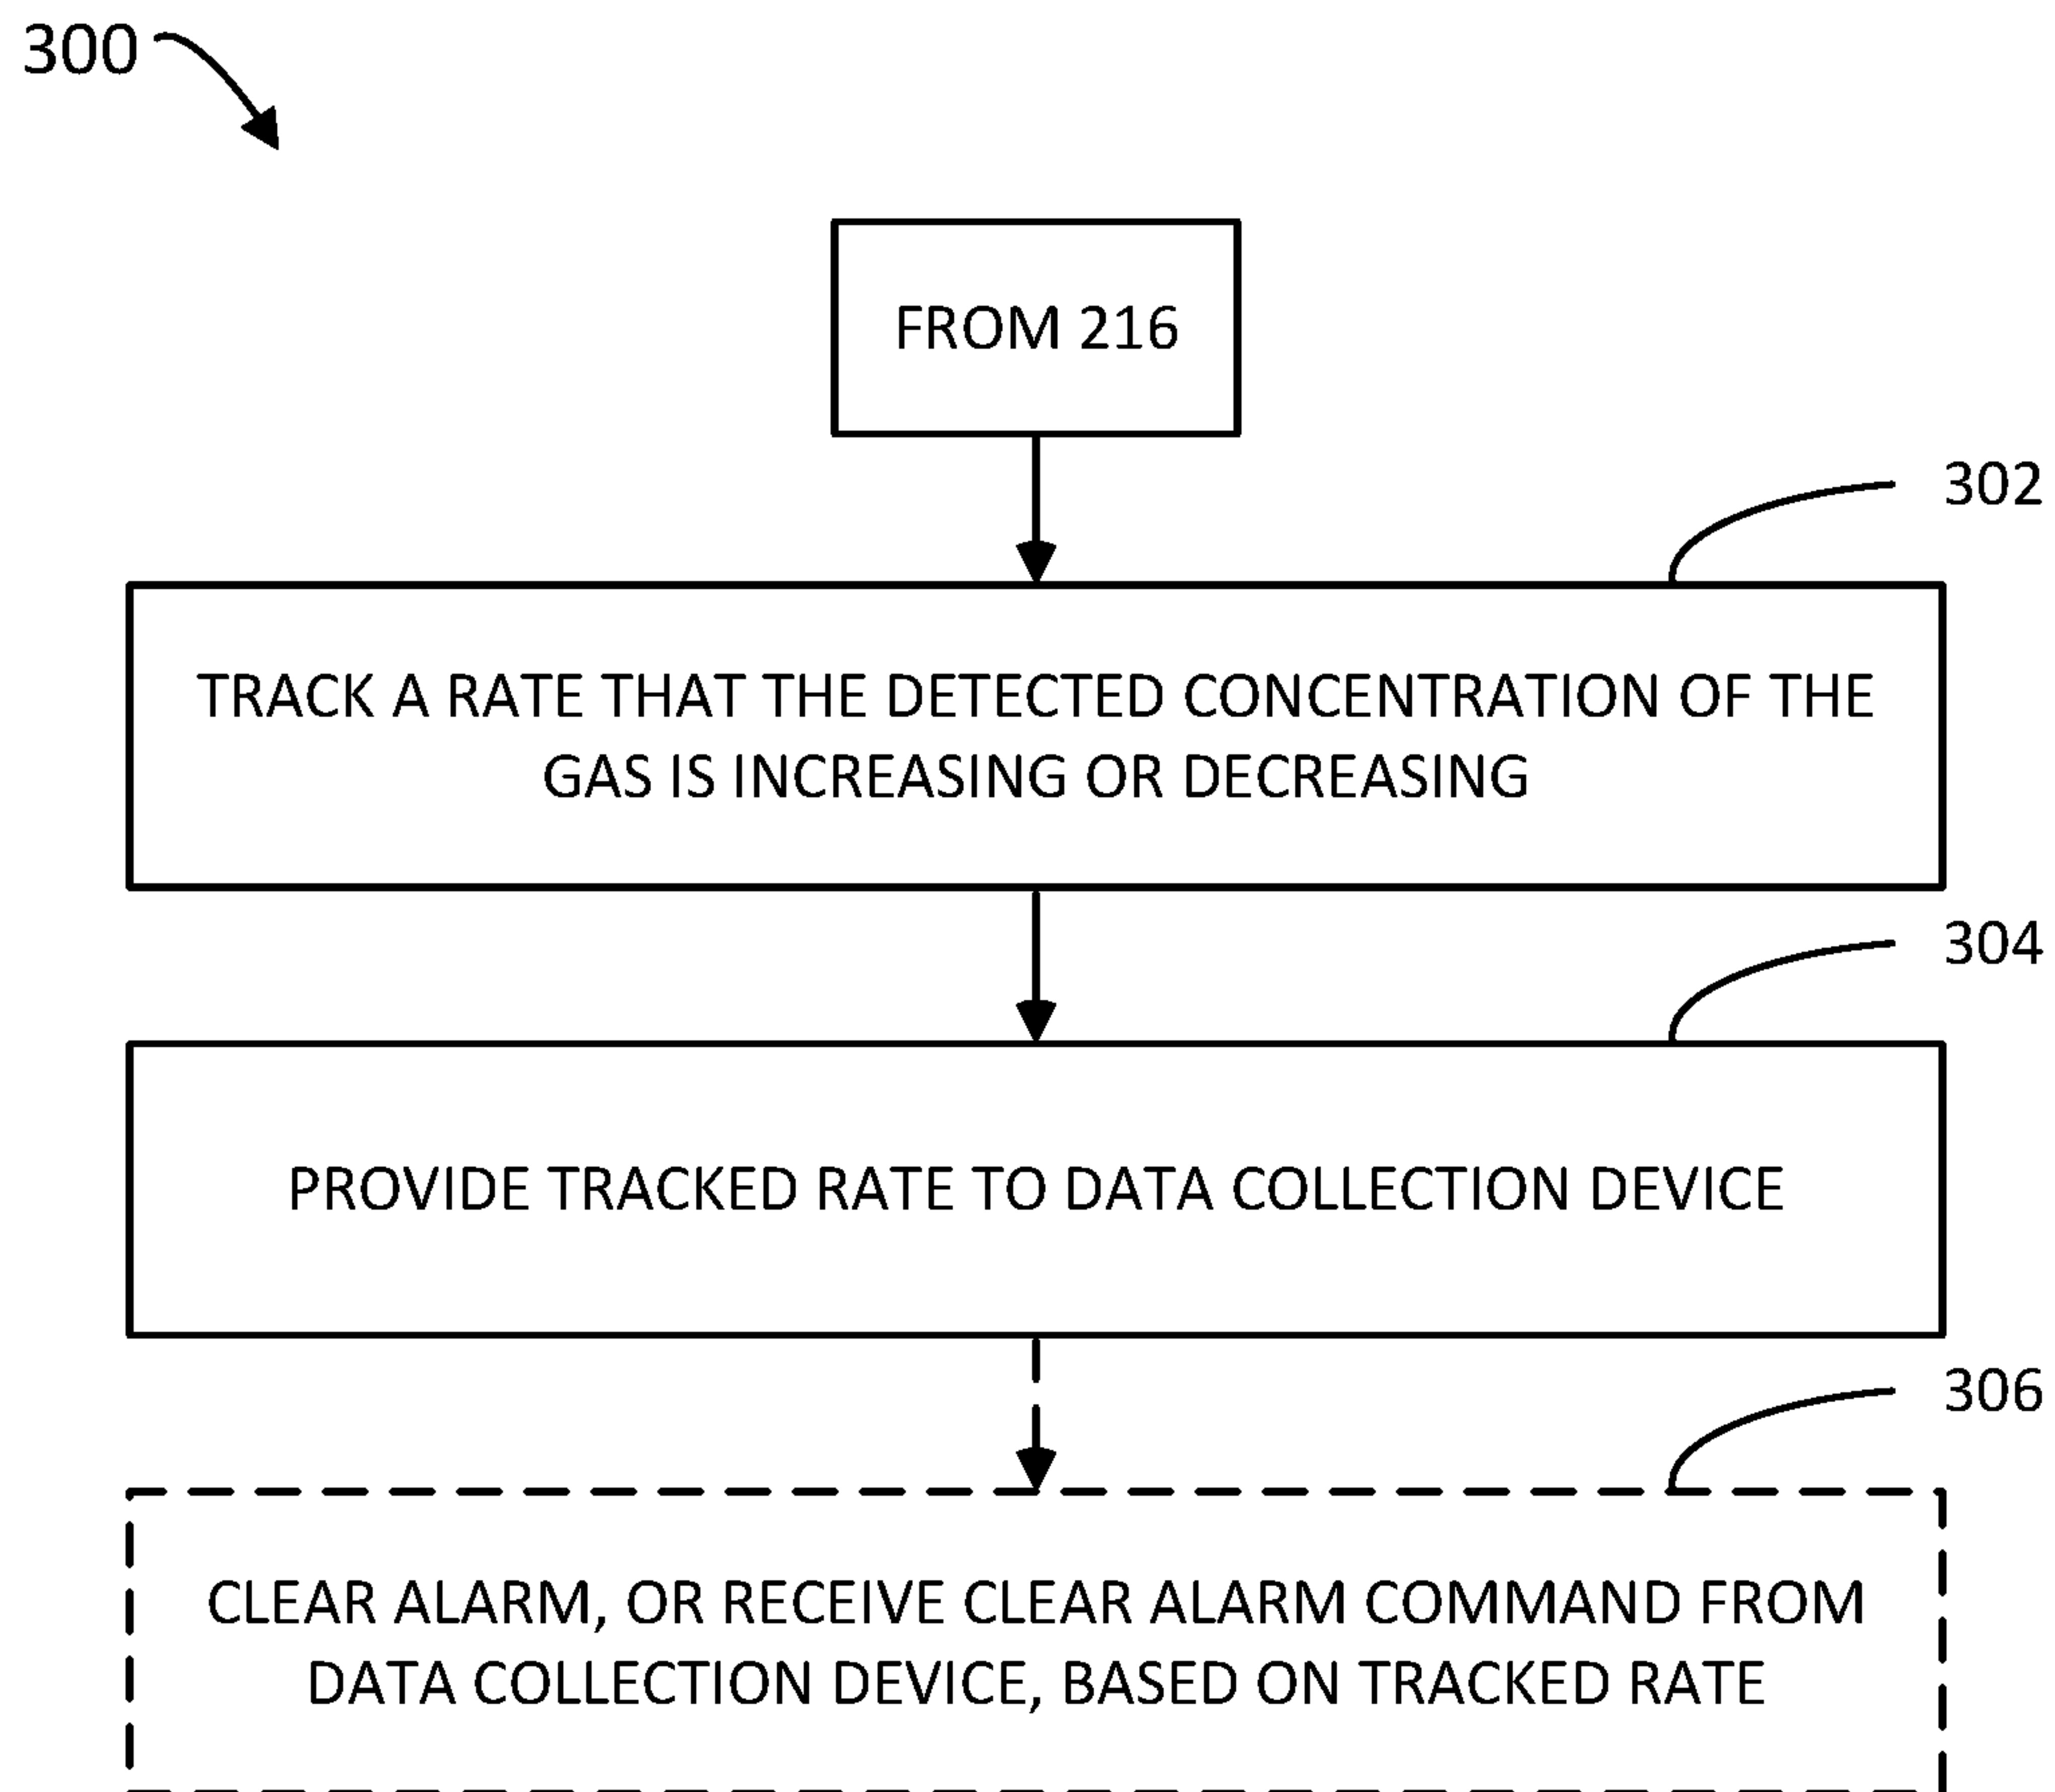 300
FROM 216
302
TRACK A RATE THAT THE DETECTED CONCENTRATION OF THE
GAS IS INCREASING OR DECREASING
304
PROVIDE TRACKED RATE TO DATA COLLECTION DEVICE
306
CLEAR ALARM, OR RECEIVE CLEAR ALARM COMMAND FROM
DATA COLLECTION DEVICE, BASED ON TRACKED RATE